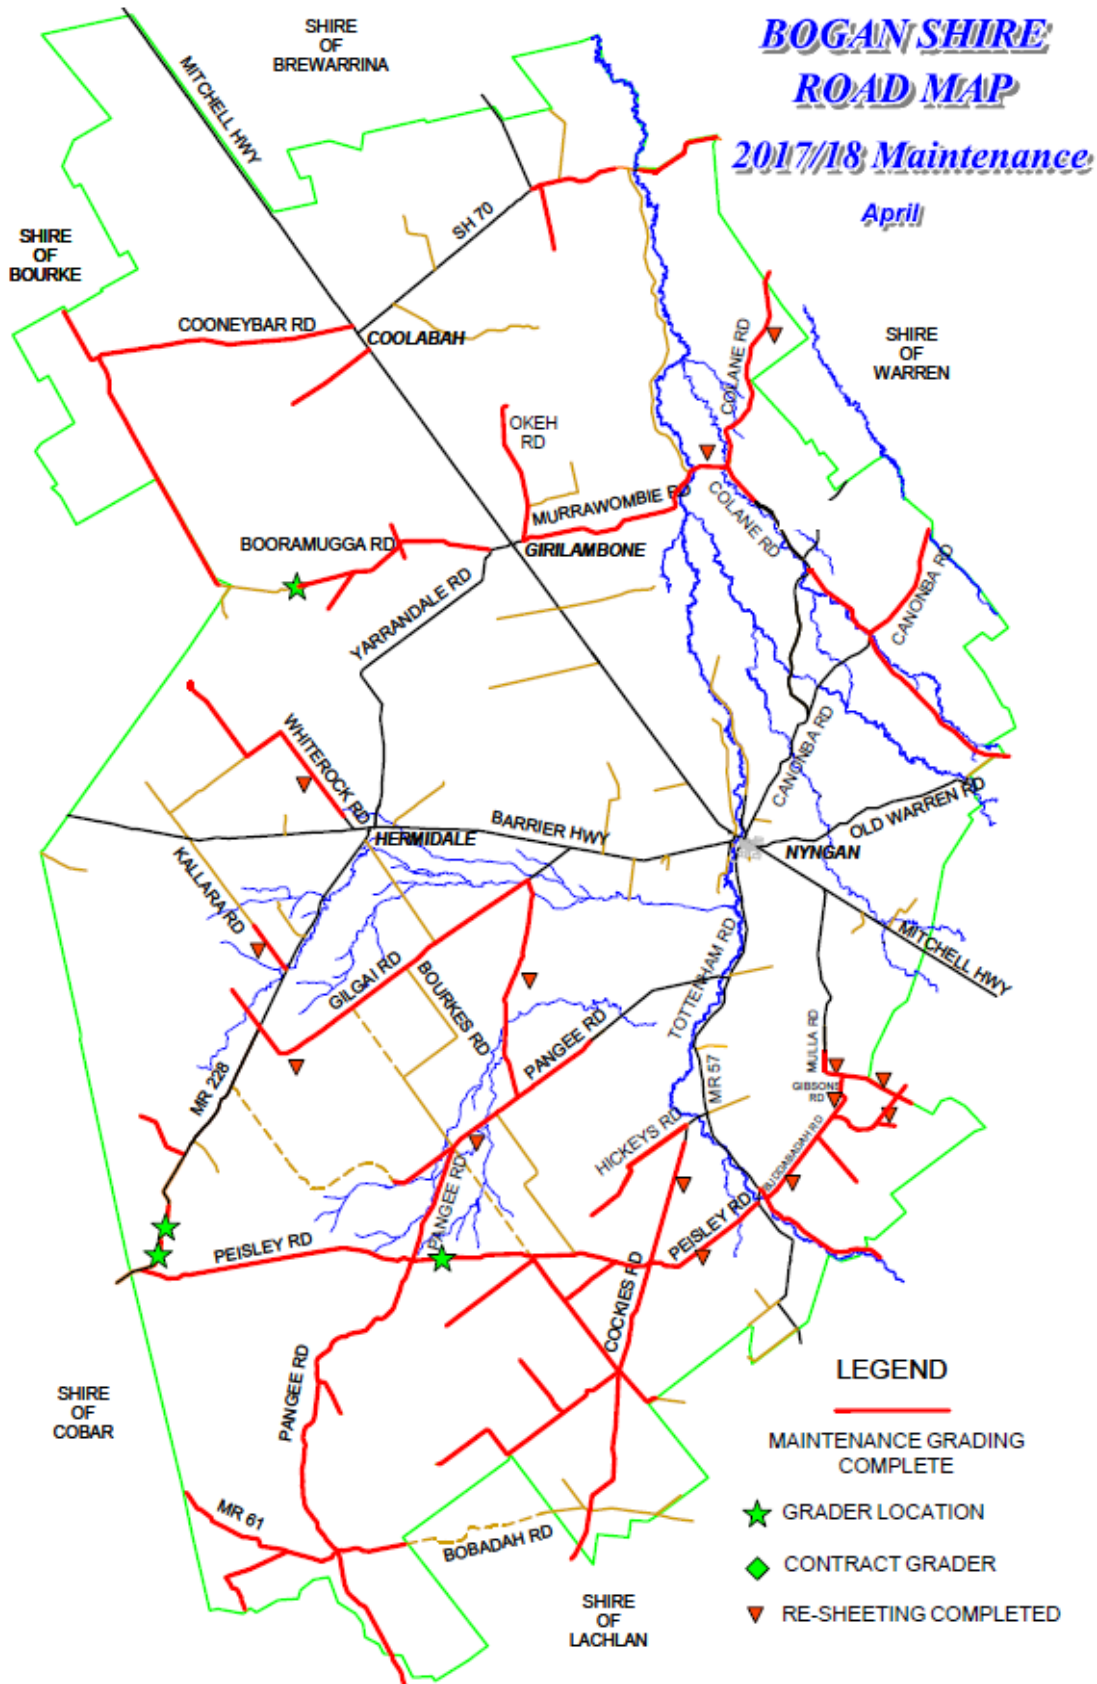 BOGAN SHIRE
ROAD MAP
2017/18 Maintenance
April
SHIRE
OF
BREWARRINA
MITCHELL HWY
SH 70
SHIRE
OF
BOURKE
COONEYBAR RD
COOLABAH
COLANE RD
SHIRE
OF
WARREN
OKEH
RD
MURRAWOMBIE RD
COLANE RD
BOORAMUGGA RD
GIRILAMBONE
CANONBA RD
YARRANDALE RD
WHITEROCK RD
CANONBA RD
OLD WARREN RD
HERMIDALE
BARRIER HWY
NYNGAN
KALLARA RD
MITCHELL HWY
GILGAI RD
BOURKES RD
TOTTENHAM RD
PANGEE RD
MULLA RD
MR 228
MR 57
GIBSONS
RD
HICKEYS RD
BUDDABADAH RD
PANGEE RD
PEISLEY RD
PEISLEY RD
COCKIES RD
PANGEE RD
SHIRE
OF
COBAR
MR 61
BOBADAH RD
SHIRE
OF
LACHLAN
LEGEND
MAINTENANCE GRADING
COMPLETE
GRADER LOCATION
CONTRACT GRADER
RE-SHEETING COMPLETED